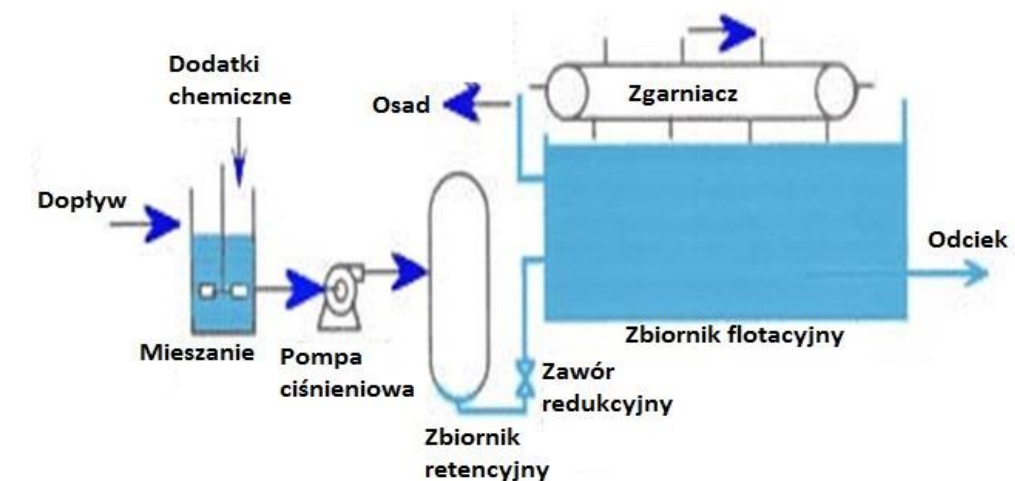 Dodatki
chemiczne
Osad
Zgarniacz
Dopływ
Odciek
Mieszanie
Pompa
ciśnieniowa
Zbiornik flotacyjny
Zawór
redukcyjny
Zbiornik
retencyjny